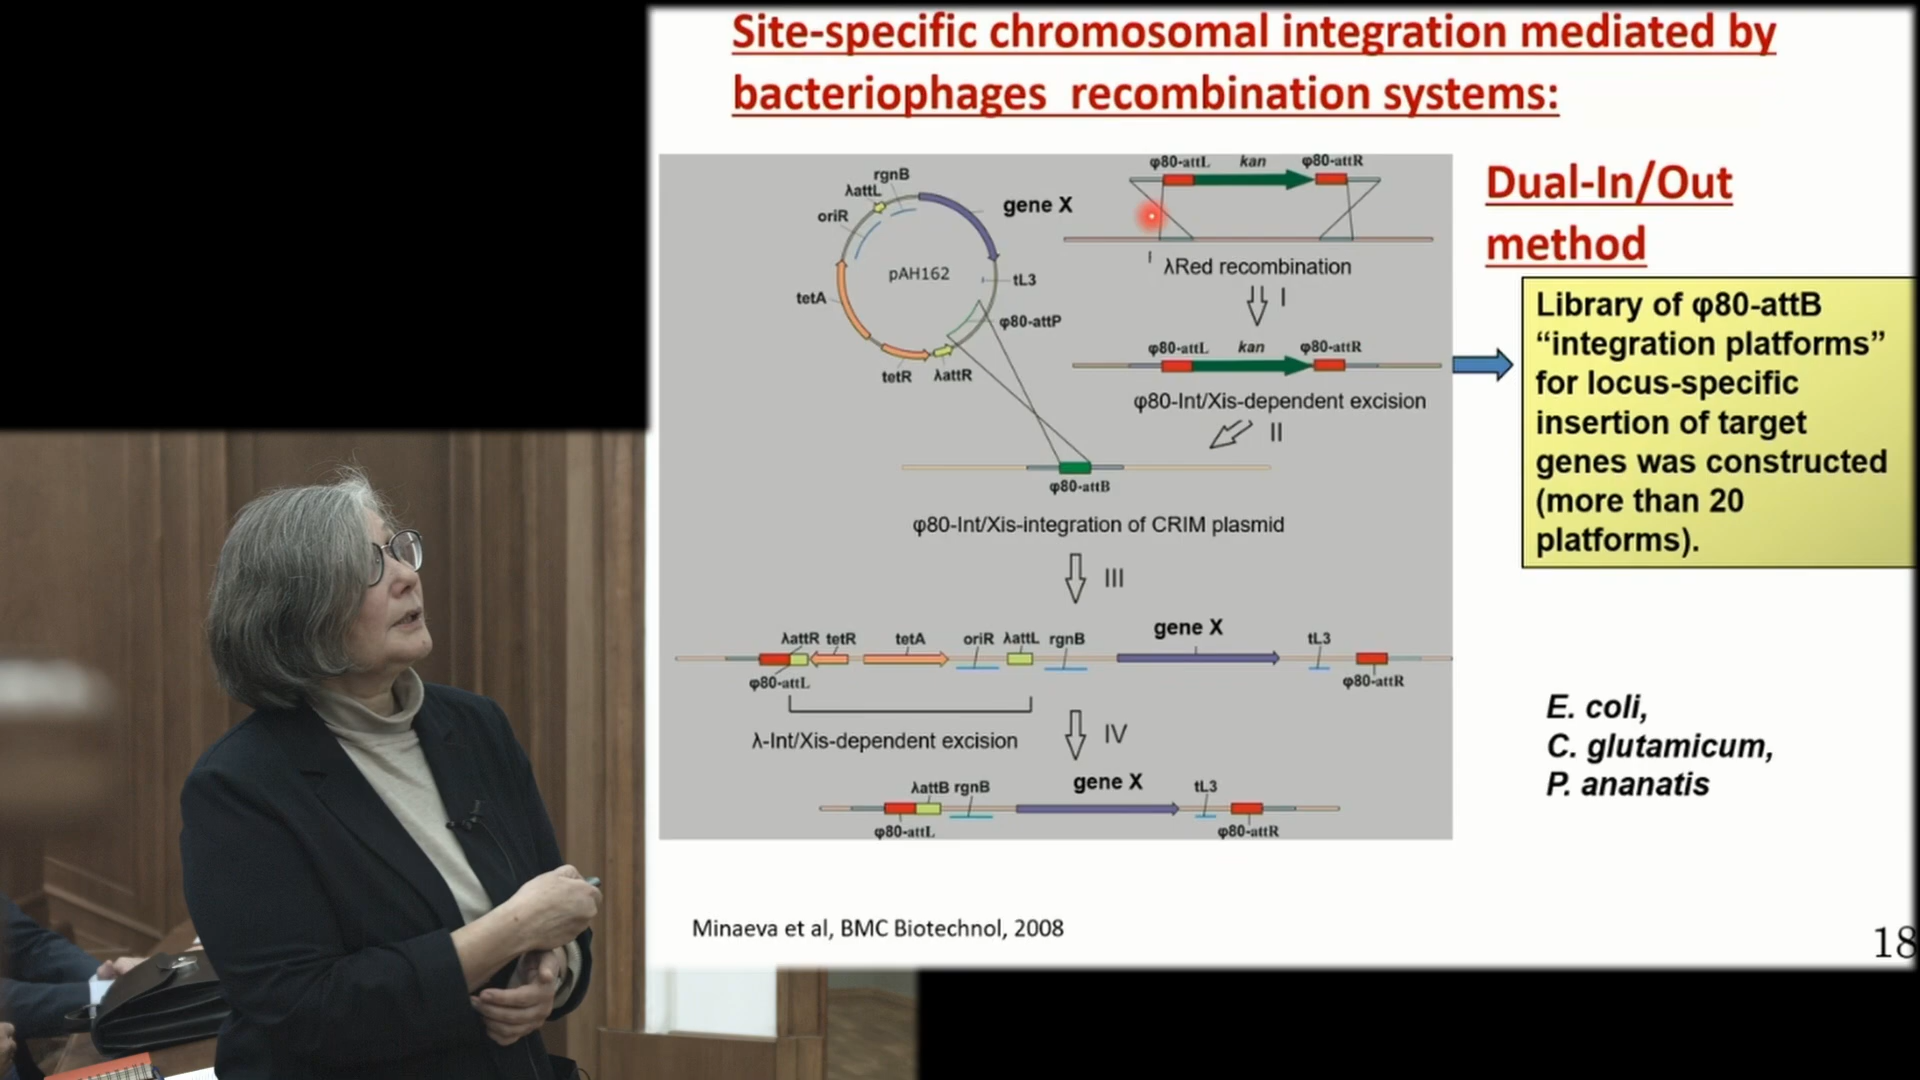 Site-specific chromosomal integration mediated by
bacteriophages recombination systems:
φ80-attL kan φ80-attR
rgnB
λattL
oriR
gene X
pAH162
tetA
tL3
φ80-attP
tetR λattR
λRed recombination
I
φ80-attL kan φ80-attR
φ80-Int/Xis-dependent excision
II
φ80-attB
φ80-Int/Xis-integration of CRIM plasmid
III
λattR tetR tetA oriR λattL rgnB gene X tL3
φ80-attL φ80-attR
λ-Int/Xis-dependent excision
IV
λattB rgnB gene X tL3
φ80-attL φ80-attR
Dual-In/Out
method
Library of φ80-attB
“integration platforms”
for locus-specific
insertion of target
genes was constructed
(more than 20
platforms).
E. coli,
C. glutamicum,
P. ananatis
Minaeva et al, BMC Biotechnol, 2008
18